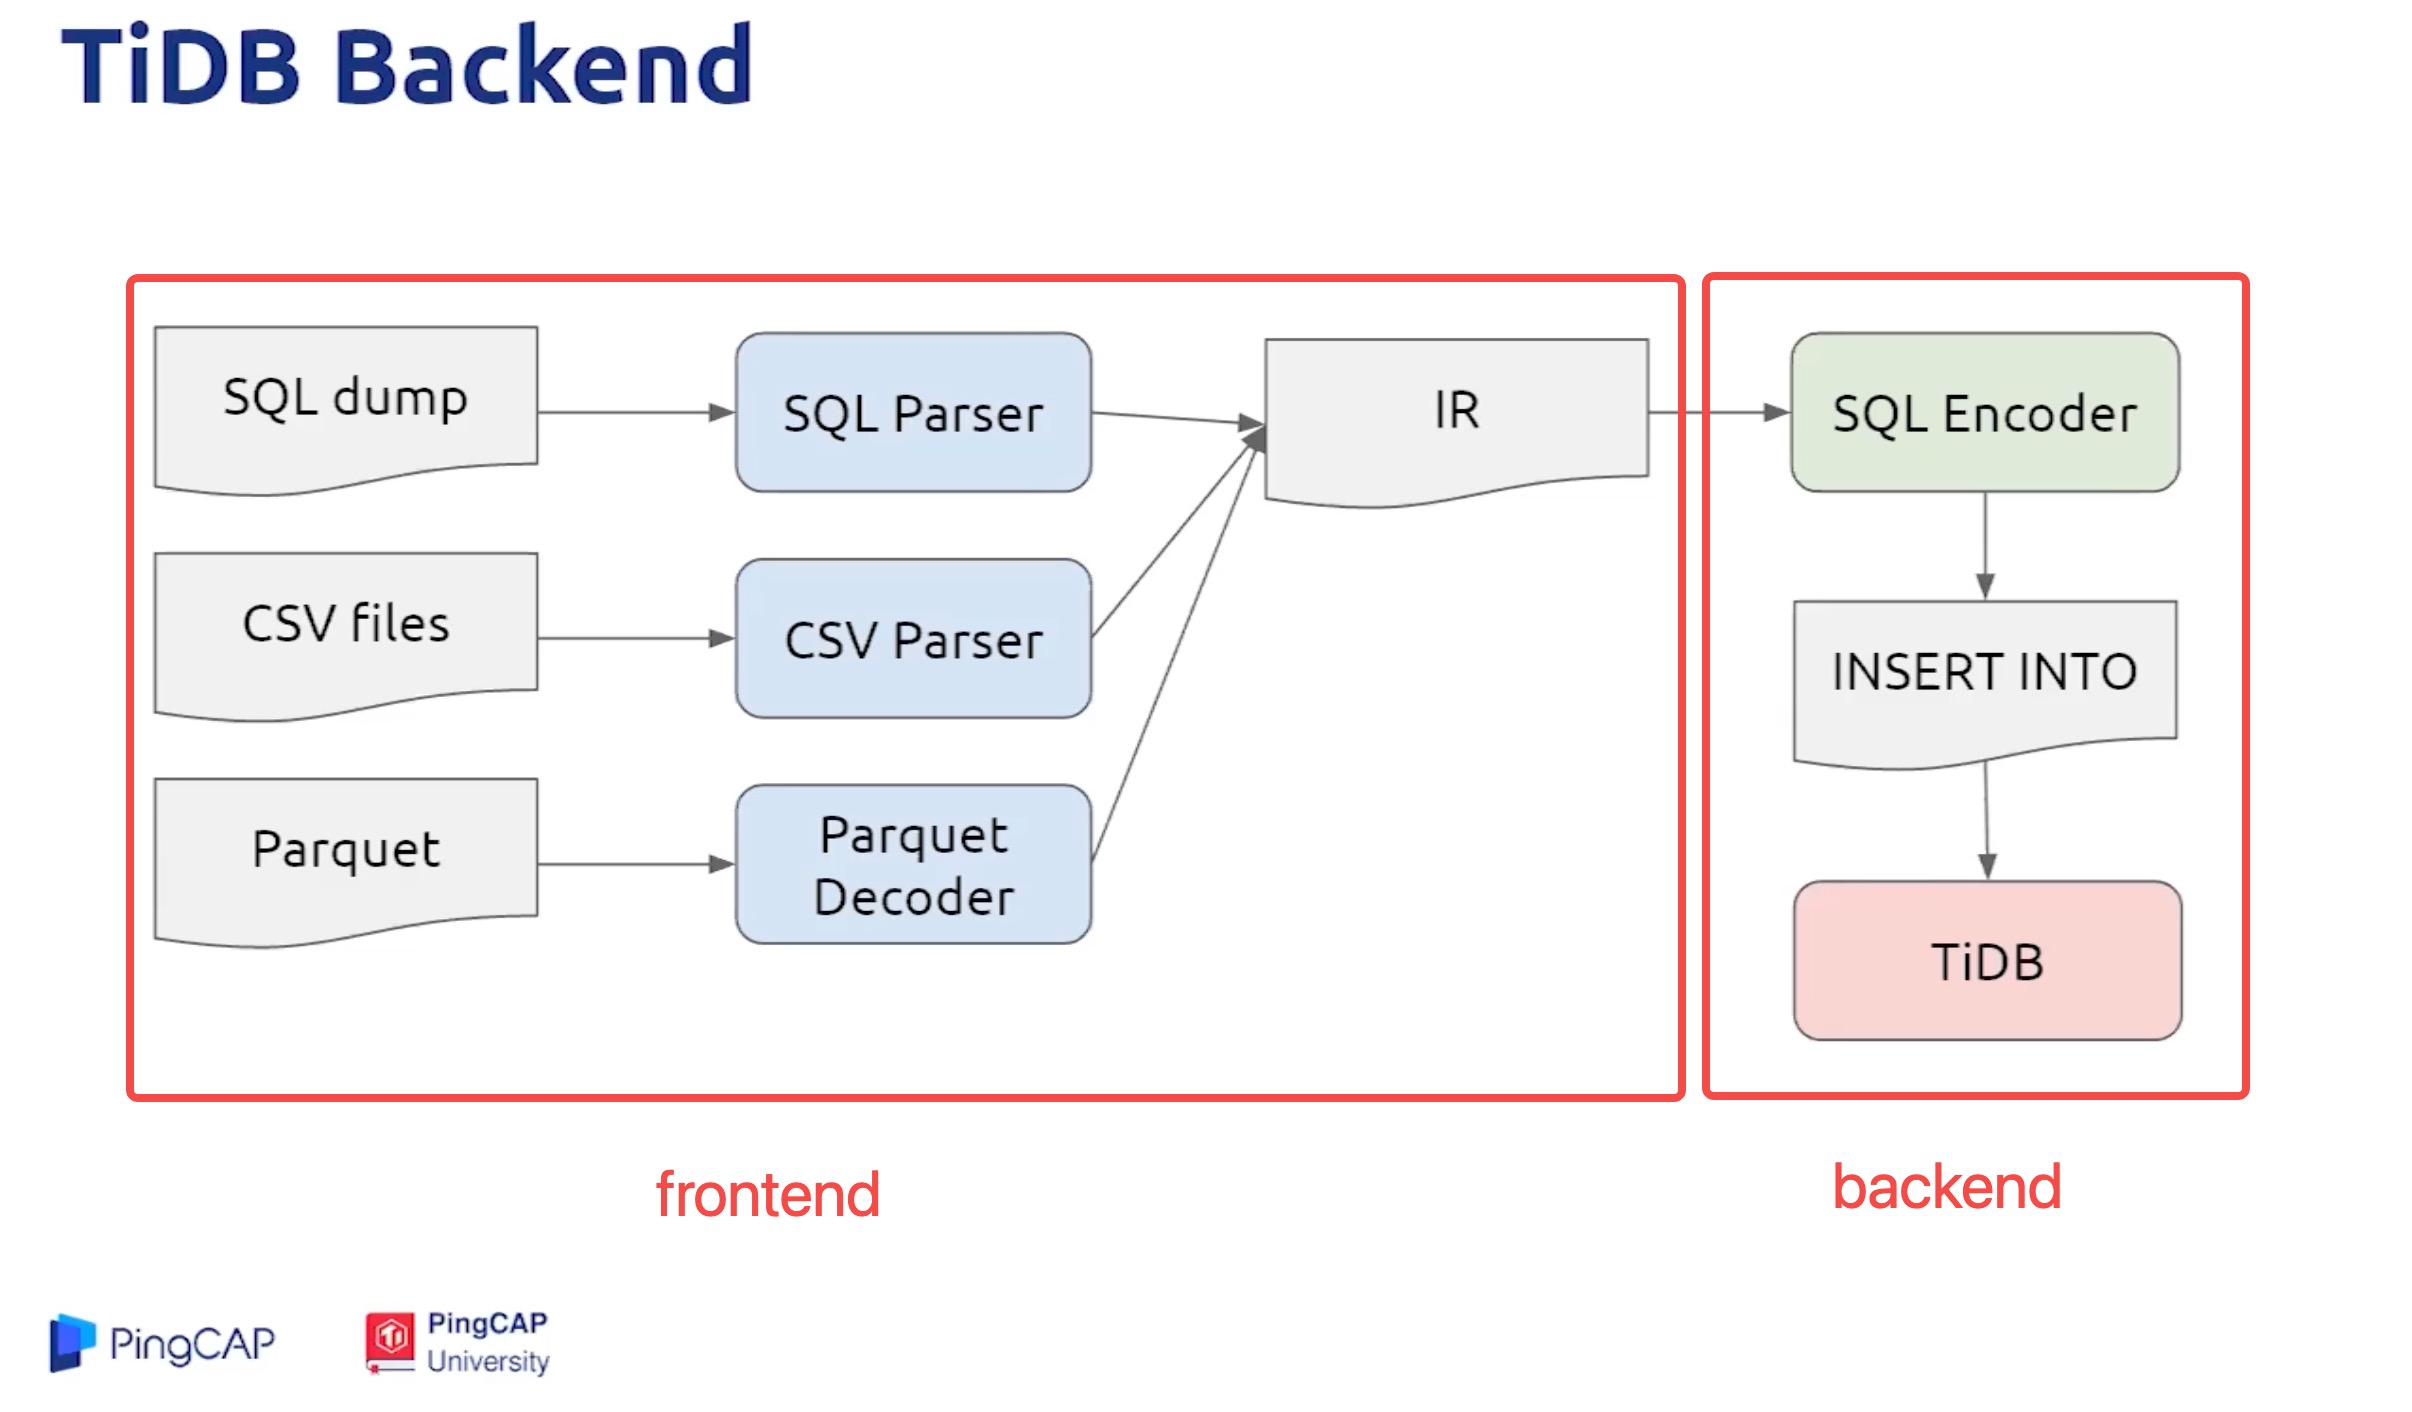 TiDB Backend
SQL dump
SQL Parser
IR
SQL Encoder
CSV files
CSV Parser
INSERT INTO
Parquet
Parquet
Decoder
TiDB
frontend
backend
PingCAP
PingCAP
University